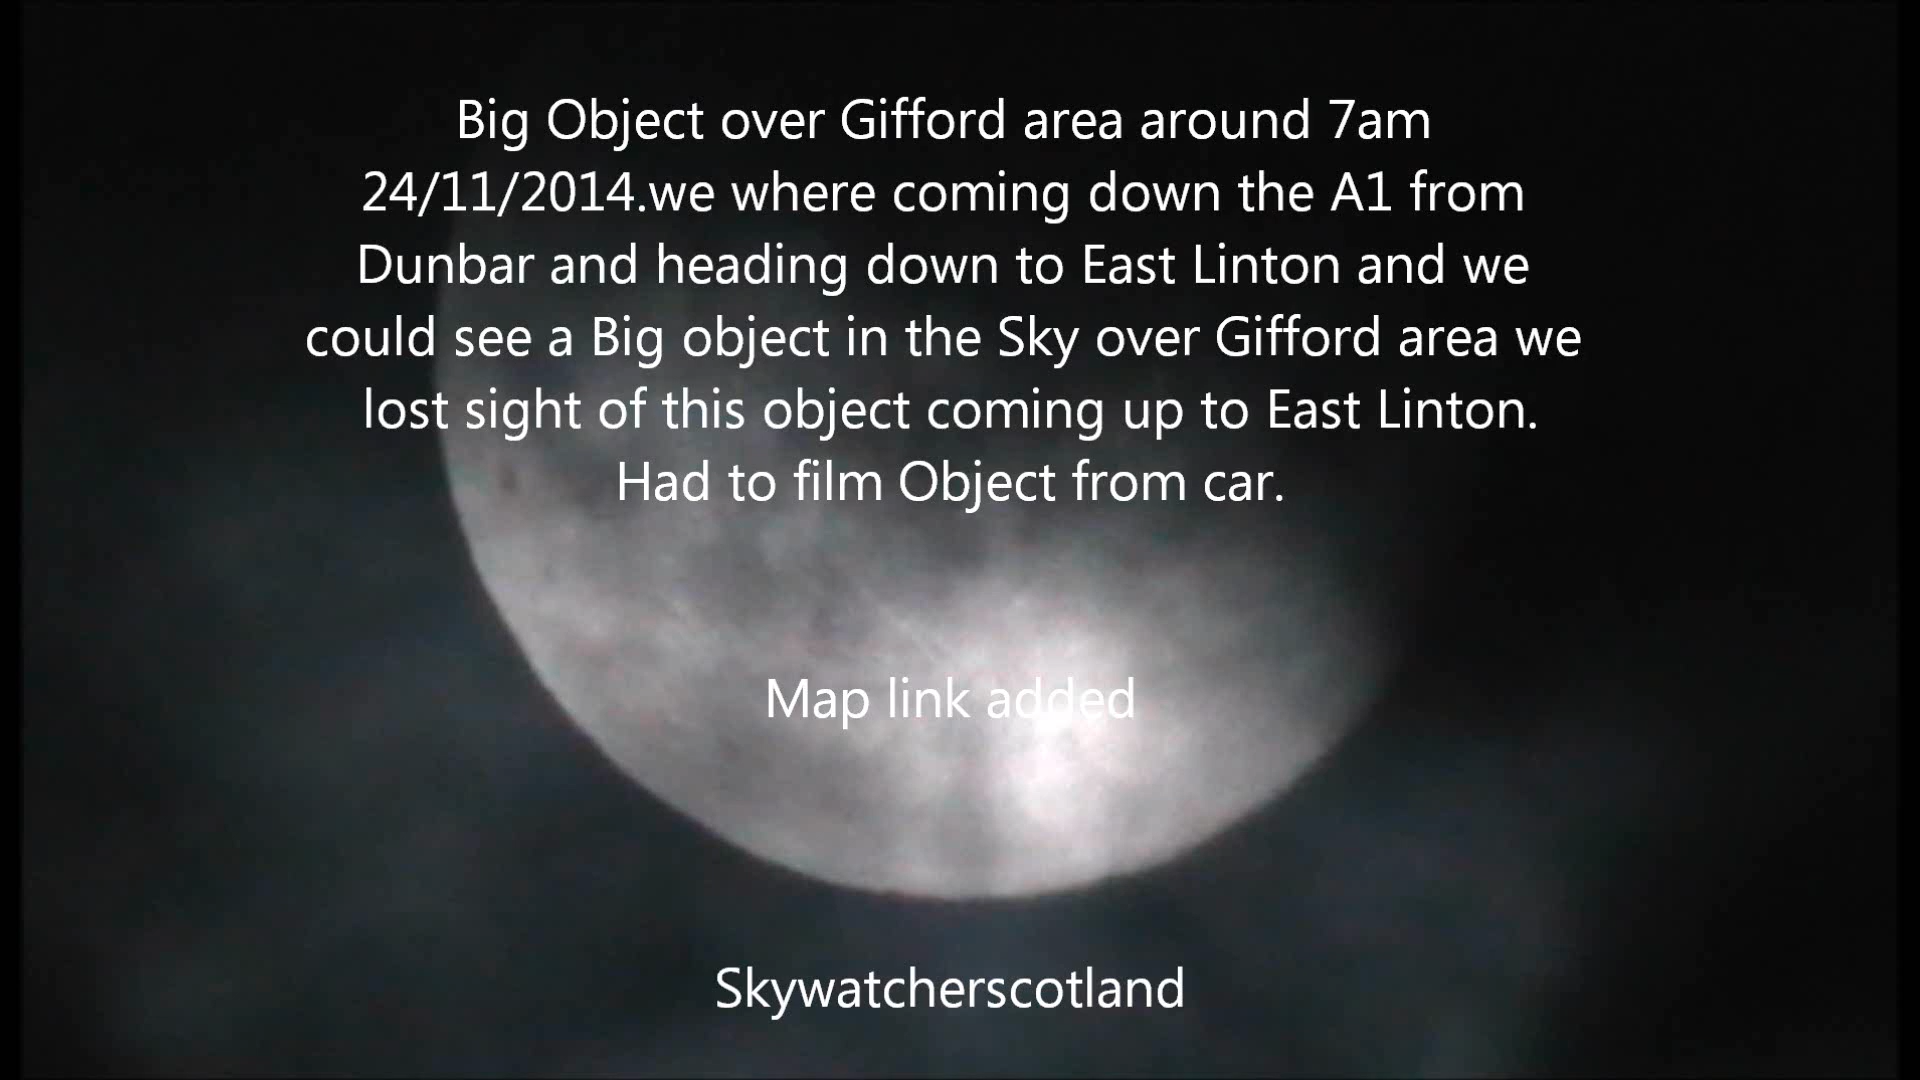 Big Object over Gifford area around 7am
24/11/2014.we where coming down the A1 from
Dunbar and heading down to East Linton and we
could see a Big object in the Sky over Gifford area we
lost sight of this object coming up to East Linton.
Had to film Object from car.
Map link added
Skywatcherscotland